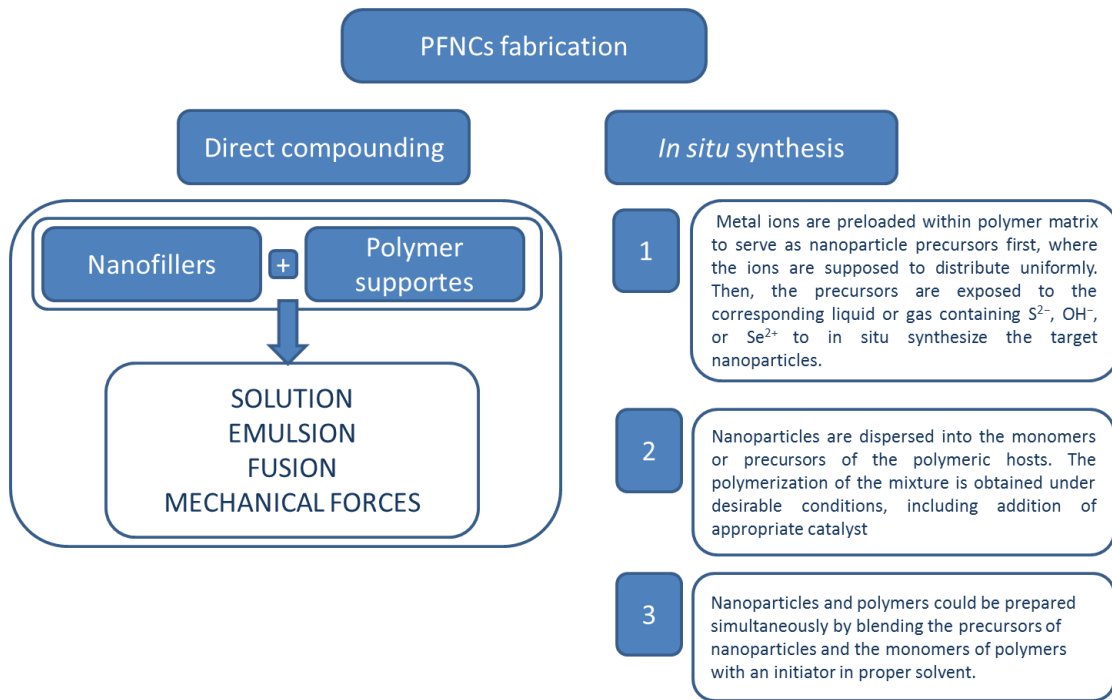 PFNCs fabrication
Direct compounding
Nanofillers
+
Polymer
supportes
SOLUTION
EMULSION
FUSION
MECHANICAL FORCES
In situ synthesis
1
Metal ions are preloaded within polymer matrix
to serve as nanoparticle precursors first, where
the ions are supposed to distribute uniformly.
Then, the precursors are exposed to the
corresponding liquid or gas containing S²⁻, OH⁻,
or Se²⁺ to in situ synthesize the target
nanoparticles.
2
Nanoparticles are dispersed into the monomers
or precursors of the polymeric hosts. The
polymerization of the mixture is obtained under
desirable conditions, including addition of
appropriate catalyst
3
Nanoparticles and polymers could be prepared
simultaneously by blending the precursors of
nanoparticles and the monomers of polymers
with an initiator in proper solvent.